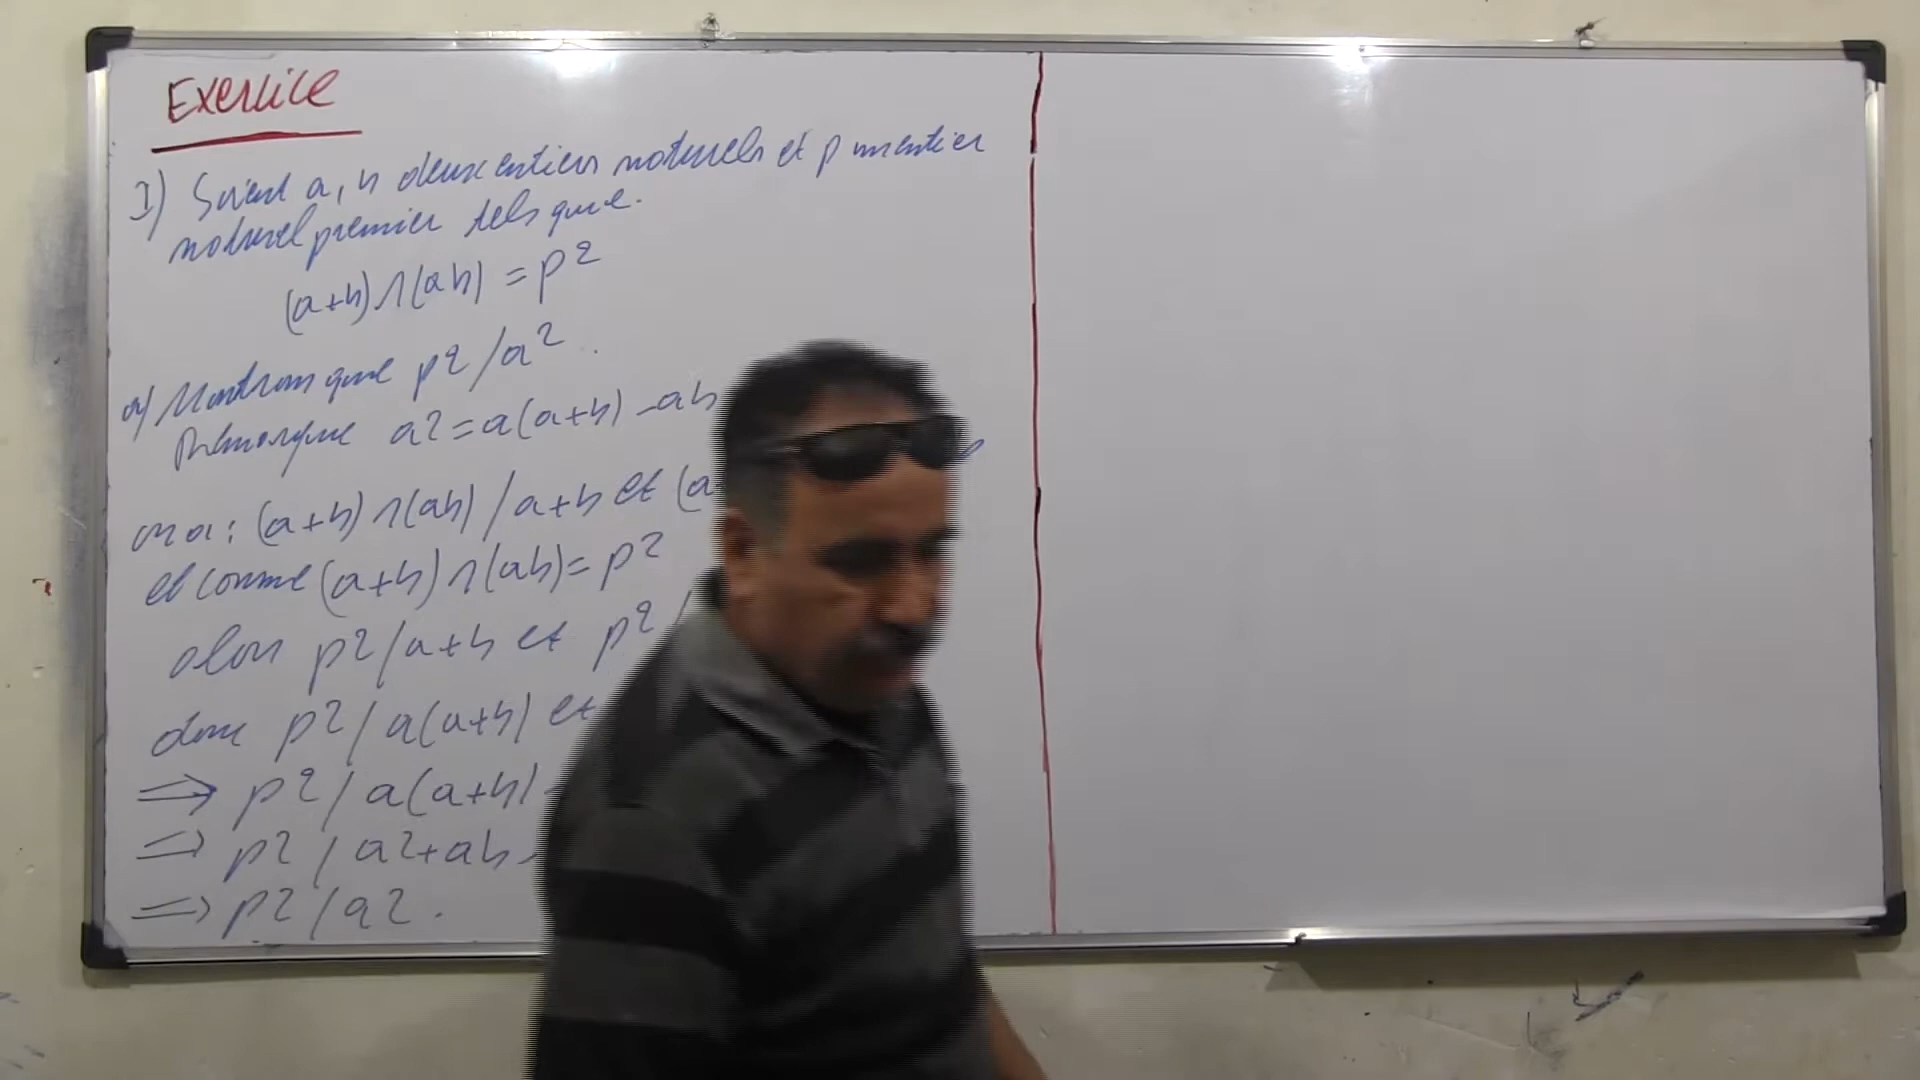 Exercice
I) Soient a, b deux entiers naturels et p un entier
naturel premier tels que.
(a+b)∧(ab) = p²
a) Montrons que p²/a².
Remarque a²=a(a+b)-ab
on a: (a+b)∧(ab) / a+b et (a
et comme (a+b)∧(ab)= p²
alors p²/a+b et p²/
donc p²/ a(a+b) et
⇒ p²/ a(a+b)
⇒ p² / a²+ab-
⇒ p² / a².